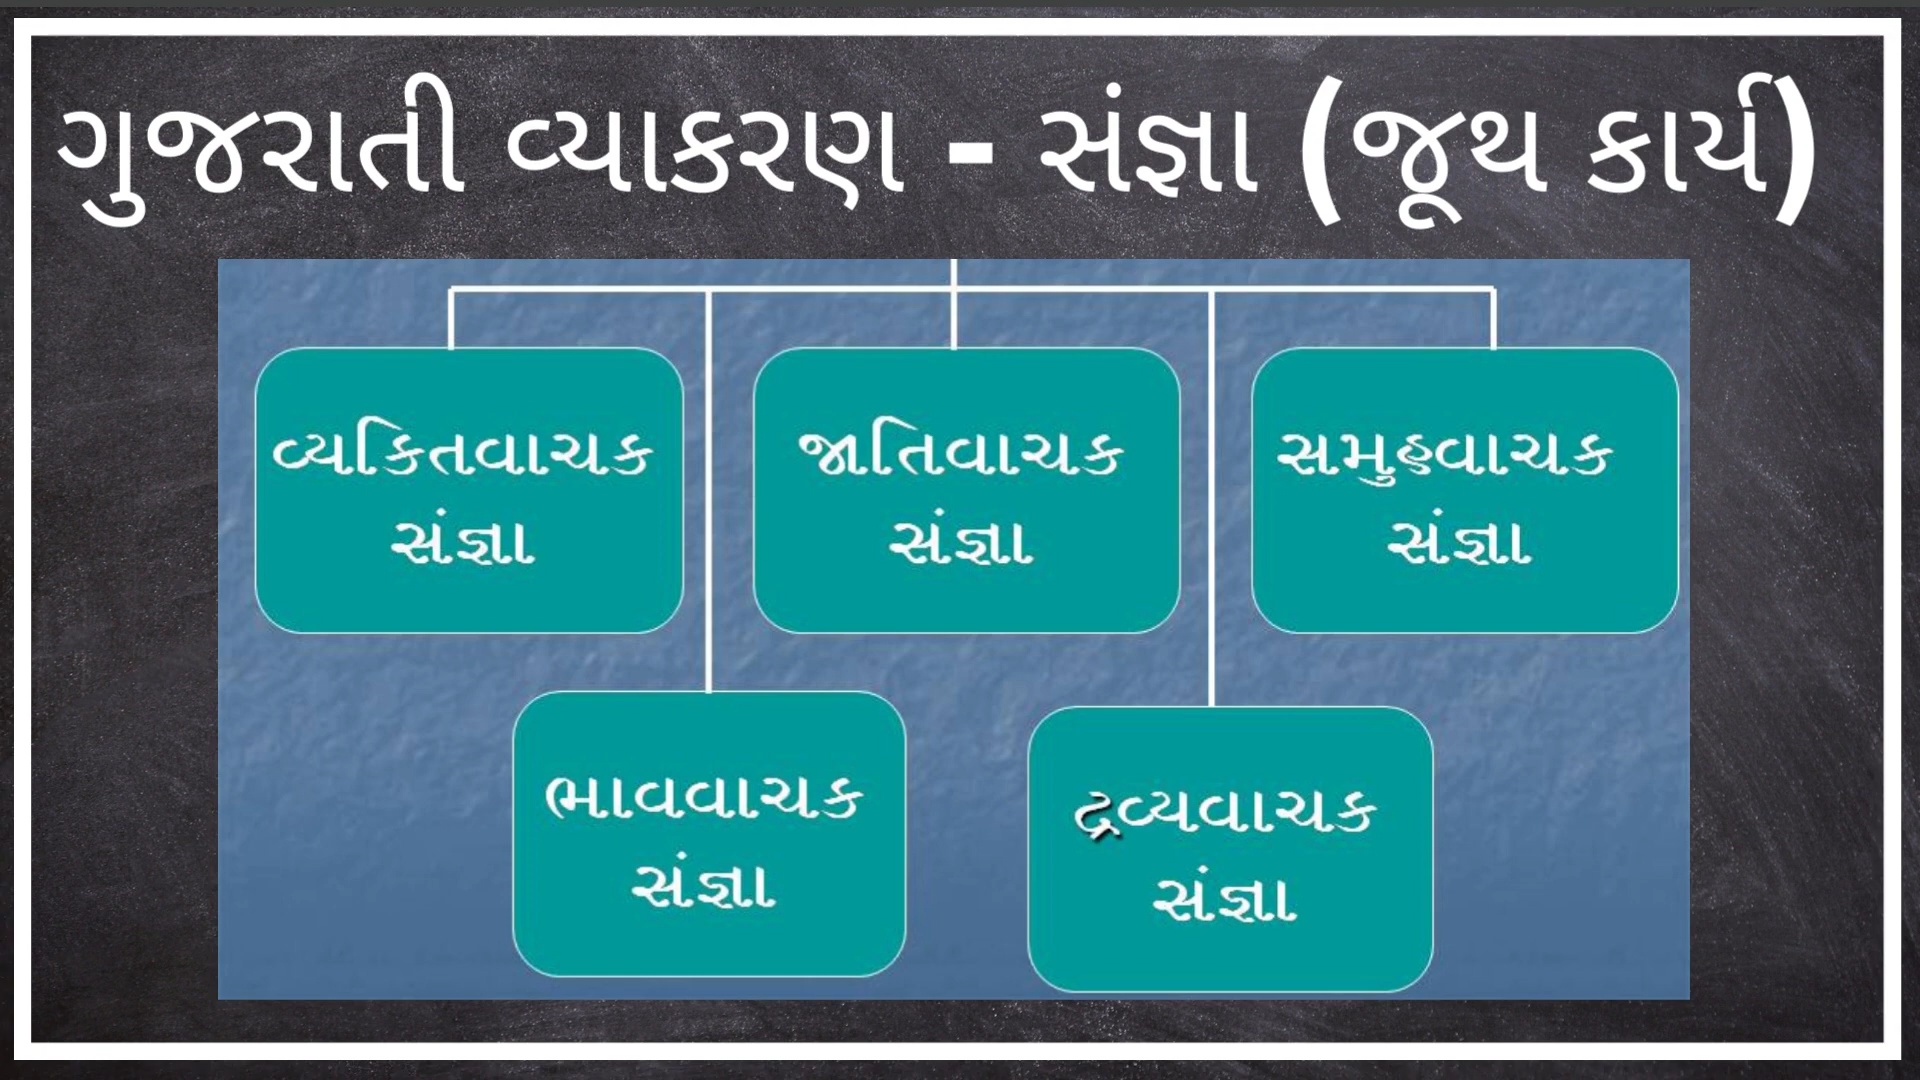 ગુજરાતી વ્યાકરણ - સંજ્ઞા (જૂથ કાર્ય)
વ્યકિતવાચક
સંજ્ઞા
જાતિવાચક
સંજ્ઞા
સમુહવાચક
સંજ્ઞા
ભાવવાચક
સંજ્ઞા
દ્રવ્યવાચક
સંજ્ઞા